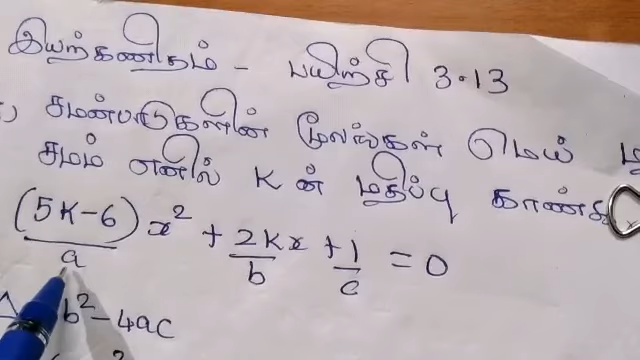 இயற்கணிதம் - பயிற்சி 3.13
சமன்பாடுகளின் மூலங்கள் மெய்
சமம் எனில் K ன் மதிப்பு காண்க
(5K-6)x² + 2Kx + 1 = 0
a b c
b² - 4ac